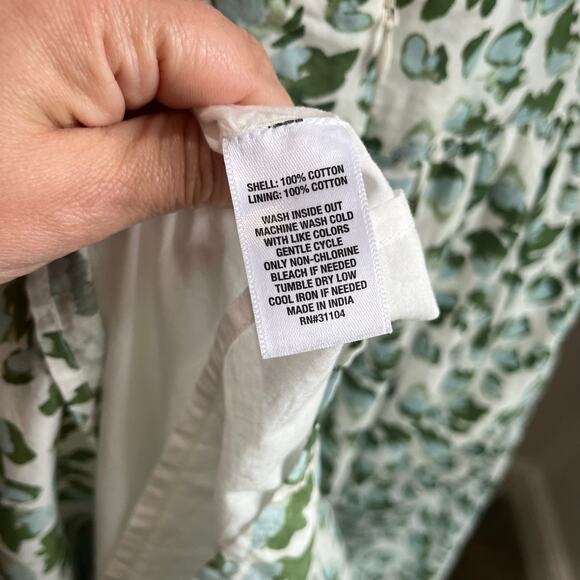 SHELL: 100% COTTON
LINING: 100% COTTON
WASH INSIDE OUT
MACHINE WASH COLD
WITH LIKE COLORS
GENTLE CYCLE
ONLY NON-CHLORINE
BLEACH IF NEEDED
TUMBLE DRY LOW
COOL IRON IF NEEDED
MADE IN INDIA
RN#31104